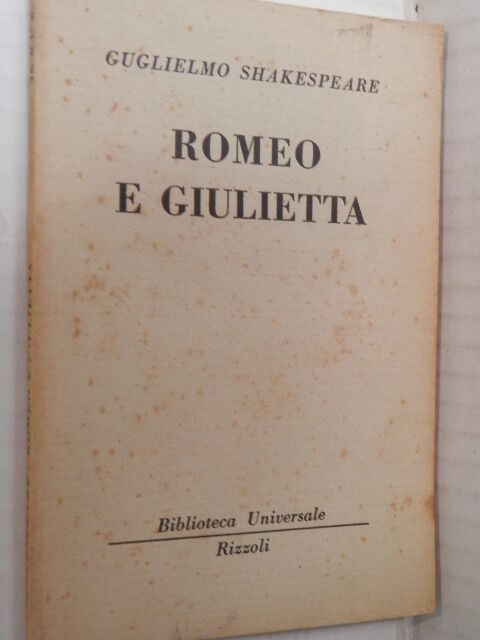 GUGLIELMO SHAKESPEARE
ROMEO
E GIULIETTA
Biblioteca Universale
Rizzoli